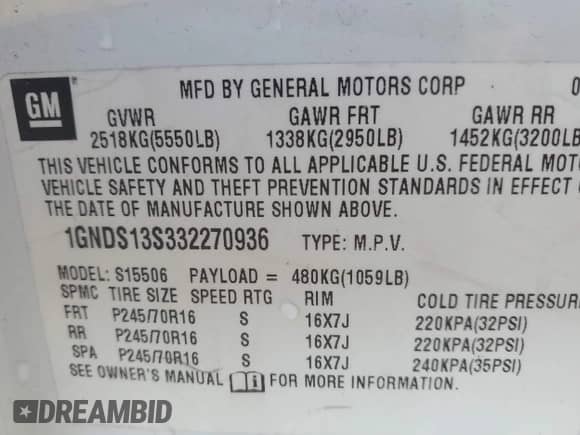 GM
MFD BY GENERAL MOTORS CORP 0
GVWR GAWR FRT GAWR RR
2518KG(5550LB) 1338KG(2950LB) 1452KG(3200LB
THIS VEHICLE CONFORMS TO ALL APPLICABLE U.S. FEDERAL MOT
VEHICLE SAFETY AND THEFT PREVENTION STANDARDS IN EFFECT O
THE DATE OF MANUFACTURE SHOWN ABOVE.
1GNDS13S332270936 TYPE: M.P.V.
MODEL: S15506 PAYLOAD = 480KG(1059LB)
SPMC TIRE SIZE SPEED RTG RIM COLD TIRE PRESSURE
FRT P245/70R16 S 16X7J 220KPA(32PSI)
RR P245/70R16 S 16X7J 220KPA(32PSI)
SPA P245/70R16 S 16X7J 240KPA(35PSI)
SEE OWNER'S MANUAL FOR MORE INFORMATION.
DREAMBID